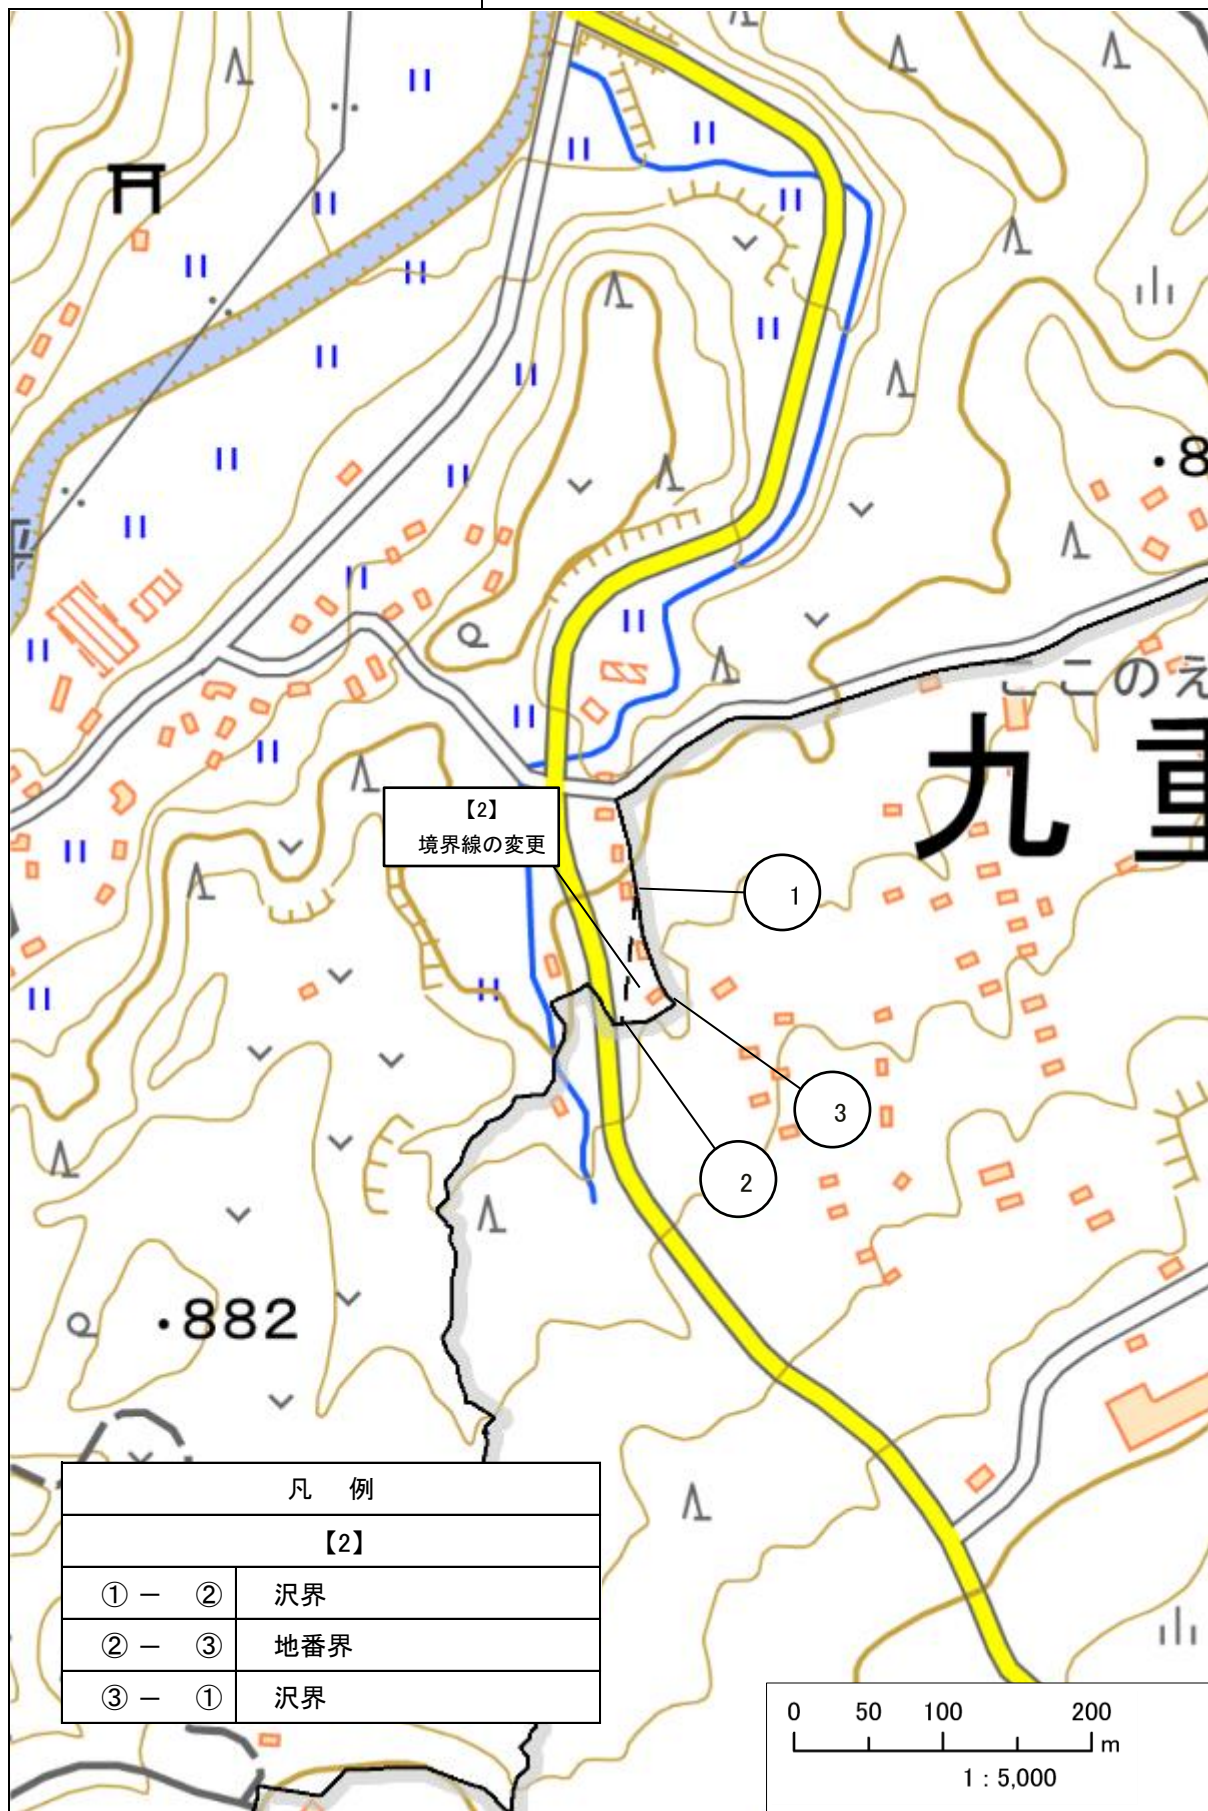 ここのえ
九重
【2】
境界線の変更
1
3
2
・882
凡 例
【2】
① － ② 沢界
② － ③ 地番界
③ － ① 沢界
0 50 100 200
m
1 : 5,000